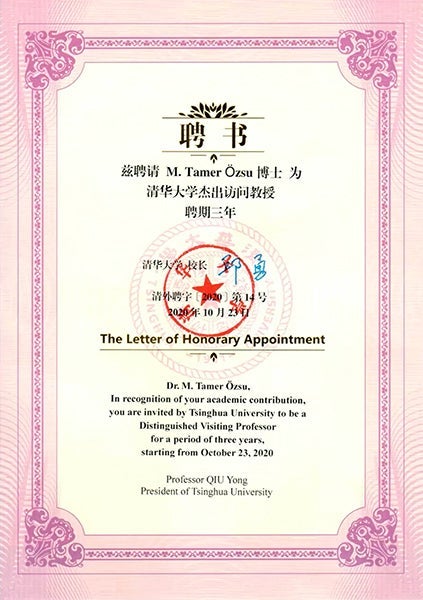 聘书
兹聘请 M. Tamer Özsu 博士 为
清华大学杰出访问教授
聘期三年
清华大学 校长 邱勇
清外聘字〔2020〕第14号
2020年10月23日
The Letter of Honorary Appointment
Dr. M. Tamer Özsu,
In recognition of your academic contribution,
you are invited by Tsinghua University to be a
Distinguished Visiting Professor
for a period of three years,
starting from October 23, 2020
Professor QIU Yong
President of Tsinghua University